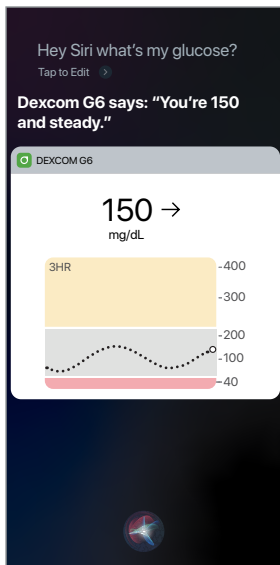 Hey Siri what's my glucose?
Tap to Edit
Dexcom G6 says: “You’re 150
and steady.”
DEXCOM G6
150
mg/dL
3HR
400
300
200
100
40